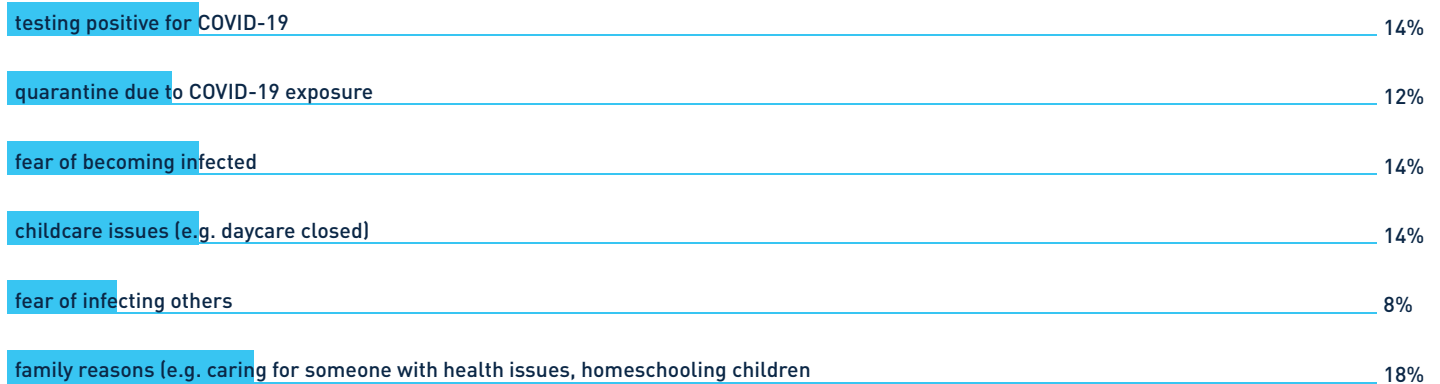 testing positive for COVID-19 14%
quarantine due to COVID-19 exposure 12%
fear of becoming infected 14%
childcare issues (e.g. daycare closed) 14%
fear of infecting others 8%
family reasons (e.g. caring for someone with health issues, homeschooling children 18%